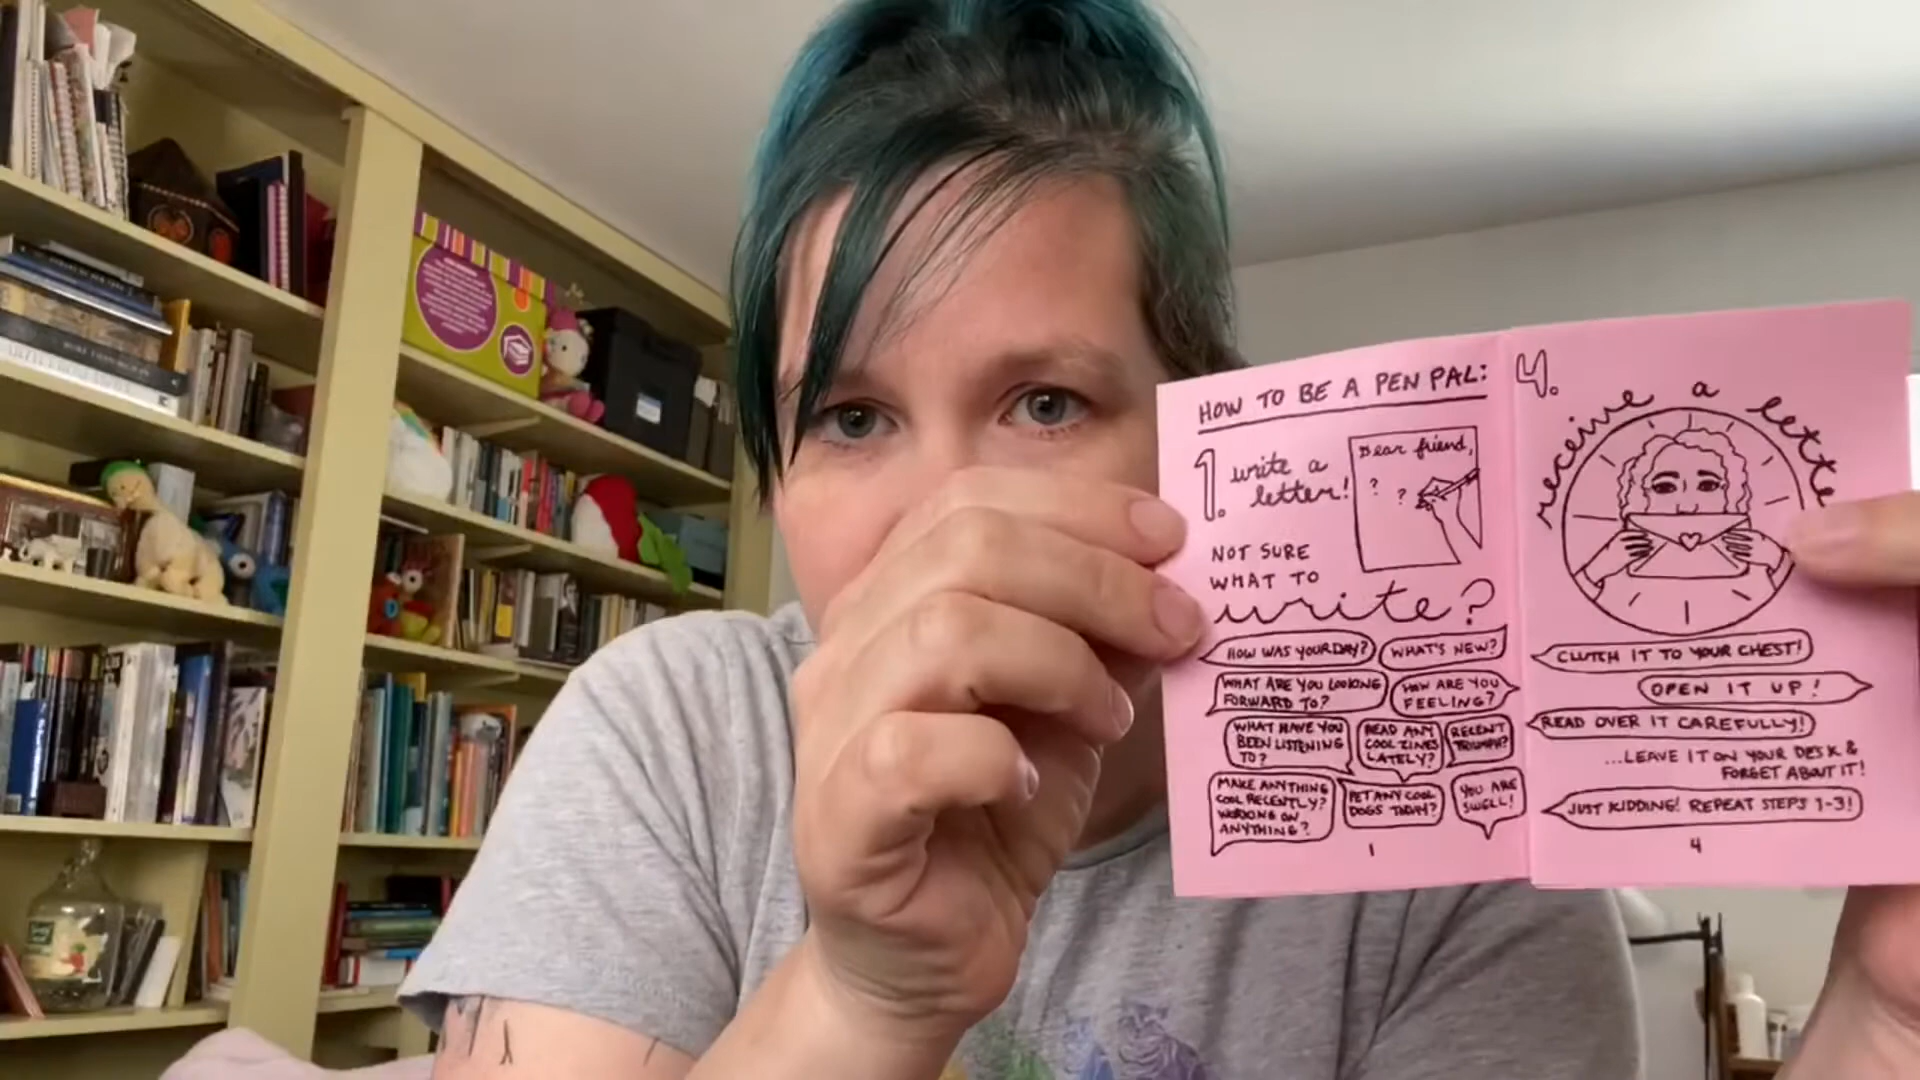 HOW TO BE A PEN PAL:
1. write a
letter!
Dear friend,
? ?
NOT SURE
WHAT TO
write?
HOW WAS YOUR DAY?
WHAT'S NEW?
WHAT ARE YOU LOOKING
FORWARD TO?
HOW ARE YOU
FEELING?
WHAT HAVE YOU
BEEN LISTENING
TO?
READ ANY
COOL ZINES
LATELY?
RECENT
TRIUMPH?
MAKE ANYTHING
COOL RECENTLY?
WORKING ON
ANYTHING?
PET ANY COOL
DOGS TODAY?
YOU ARE
SWELL!
1
4.
receive a lette
CLUTCH IT TO YOUR CHEST!
OPEN IT UP!
READ OVER IT CAREFULLY!
...LEAVE IT ON YOUR DESK &
FORGET ABOUT IT!
JUST KIDDING! REPEAT STEPS 1-3!
4